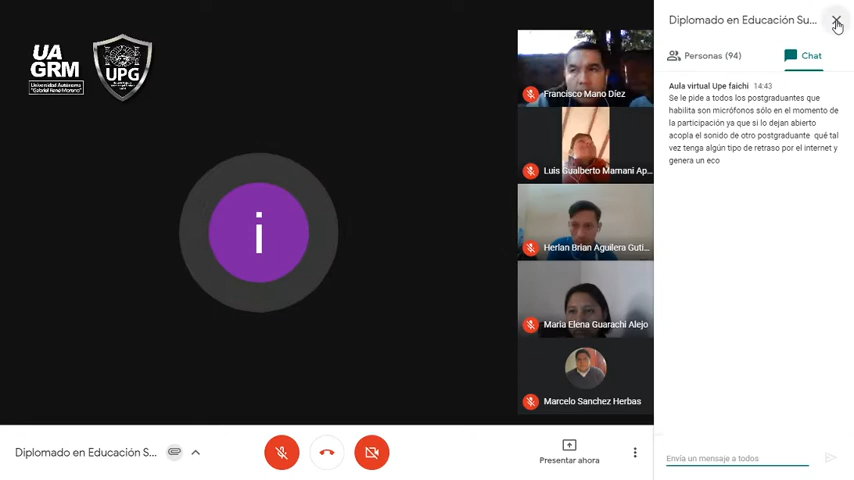 UA
GRM
Universidad Autónoma
"Gabriel René Moreno"
UPG
i
Francisco Mano Díez
Luis Gualberto Mamani Ap...
Herlan Brian Aguilera Guti...
Maria Elena Guarachi Alejo
Marcelo Sanchez Herbas
Diplomado en Educación Su...
Personas (94)
Chat
Aula virtual Upe faichi 14:43
Se le pide a todos los postgraduantes que
habilita son micrófonos sólo en el momento de
la participación ya que si lo dejan abierto
acopla el sonido de otro postgraduante qué tal
vez tenga algún tipo de retraso por el internet y
genera un eco
Envía un mensaje a todos
Diplomado en Educación S...
Presentar ahora